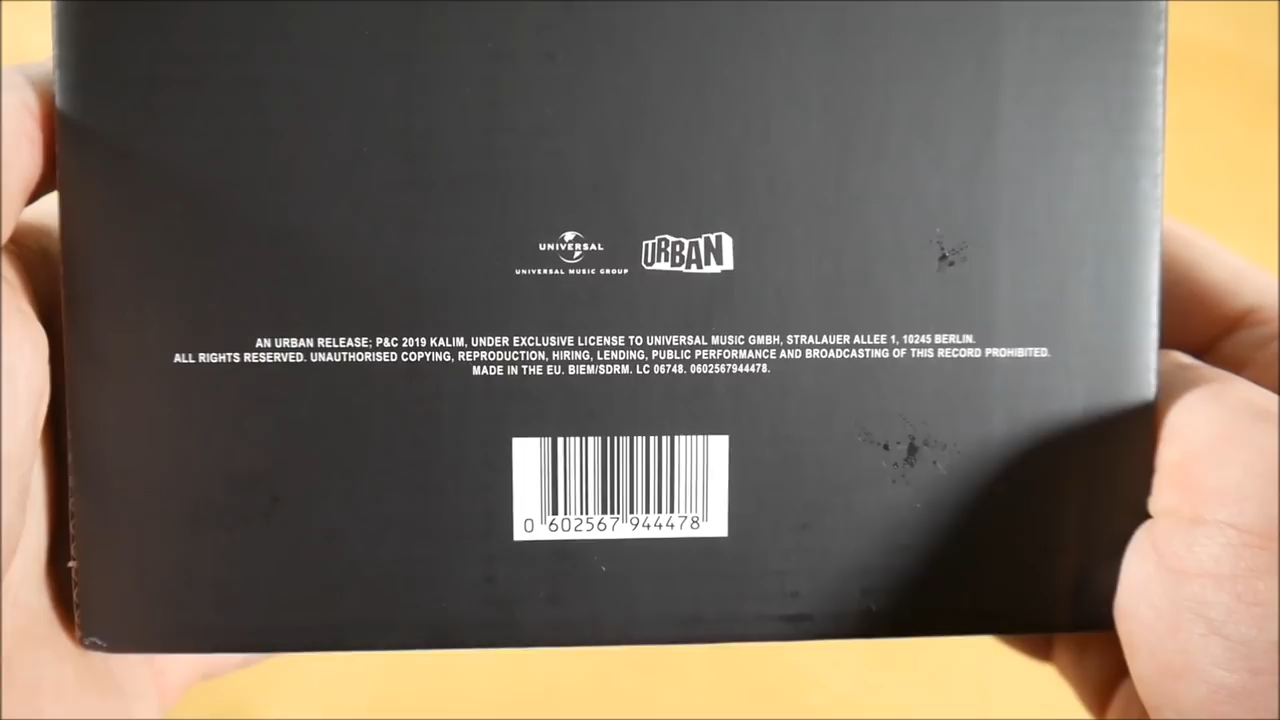 UNIVERSAL
UNIVERSAL MUSIC GROUP
URBAN
AN URBAN RELEASE; P&C 2019 KALIM, UNDER EXCLUSIVE LICENSE TO UNIVERSAL MUSIC GMBH, STRALAUER ALLEE 1, 10245 BERLIN.
ALL RIGHTS RESERVED. UNAUTHORISED COPYING, REPRODUCTION, HIRING, LENDING, PUBLIC PERFORMANCE AND BROADCASTING OF THIS RECORD PROHIBITED.
MADE IN THE EU. BIEM/SDRM. LC 06748. 0602567944478.
0 602567 944478